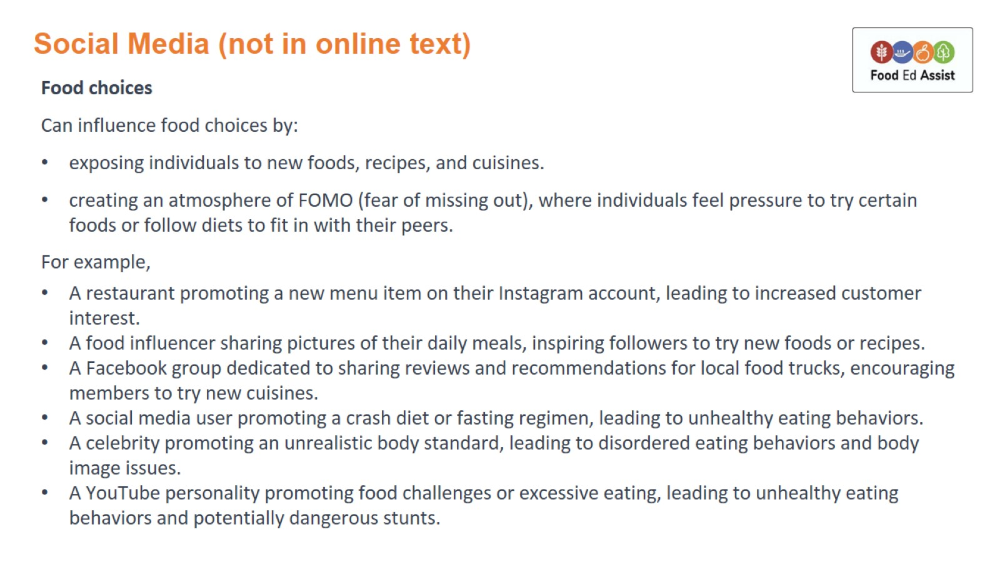 Social Media (not in online text)
Food Ed Assist
Food choices
Can influence food choices by:
• exposing individuals to new foods, recipes, and cuisines.
• creating an atmosphere of FOMO (fear of missing out), where individuals feel pressure to try certain
foods or follow diets to fit in with their peers.
For example,
• A restaurant promoting a new menu item on their Instagram account, leading to increased customer
interest.
• A food influencer sharing pictures of their daily meals, inspiring followers to try new foods or recipes.
• A Facebook group dedicated to sharing reviews and recommendations for local food trucks, encouraging
members to try new cuisines.
• A social media user promoting a crash diet or fasting regimen, leading to unhealthy eating behaviors.
• A celebrity promoting an unrealistic body standard, leading to disordered eating behaviors and body
image issues.
• A YouTube personality promoting food challenges or excessive eating, leading to unhealthy eating
behaviors and potentially dangerous stunts.